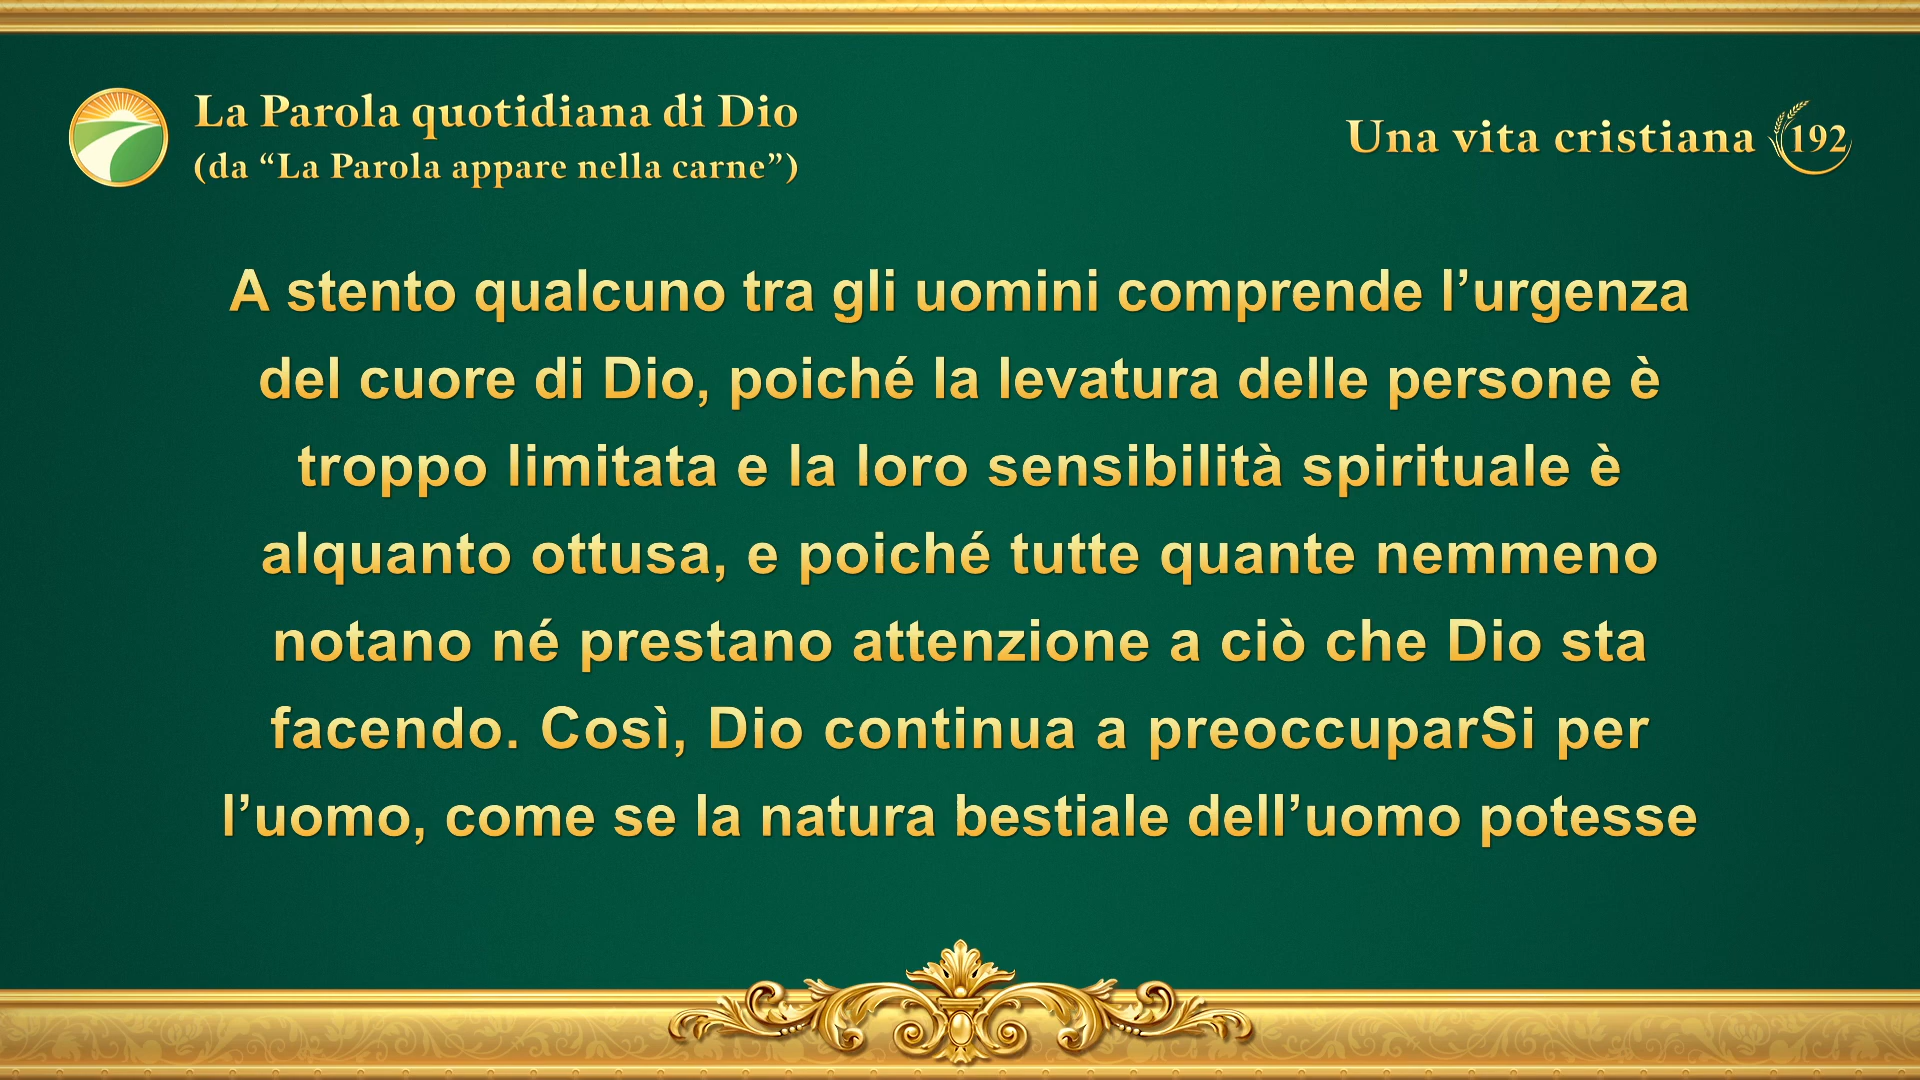 La Parola quotidiana di Dio
(da “La Parola appare nella carne”)
Una vita cristiana 192
A stento qualcuno tra gli uomini comprende l’urgenza
del cuore di Dio, poiché la levatura delle persone è
troppo limitata e la loro sensibilità spirituale è
alquanto ottusa, e poiché tutte quante nemmeno
notano né prestano attenzione a ciò che Dio sta
facendo. Così, Dio continua a preoccuparSi per
l’uomo, come se la natura bestiale dell’uomo potesse